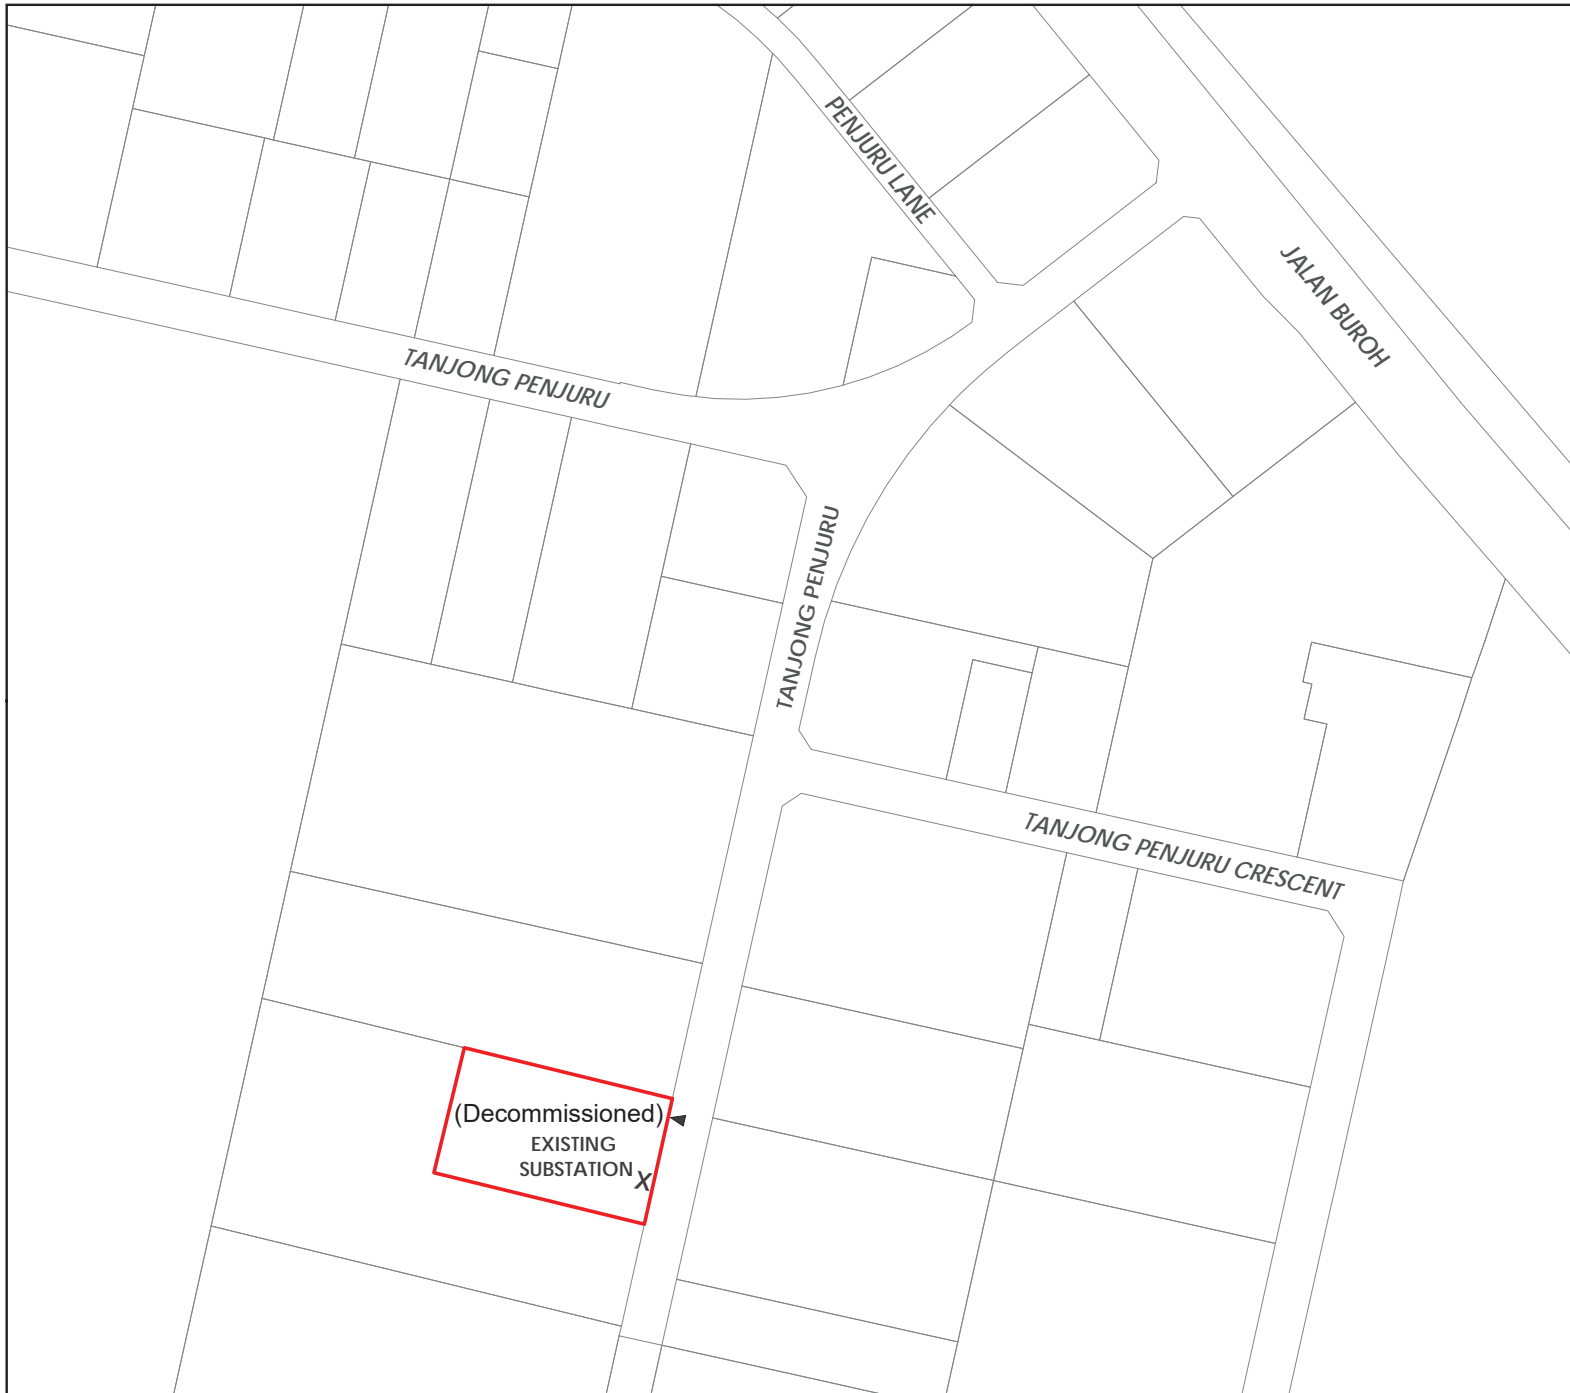 PENJURU LANE
JALAN BUROH
TANJONG PENJURU
TANJONG PENJURU
TANJONG PENJURU CRESCENT
(Decommissioned)
EXISTING
SUBSTATION
X